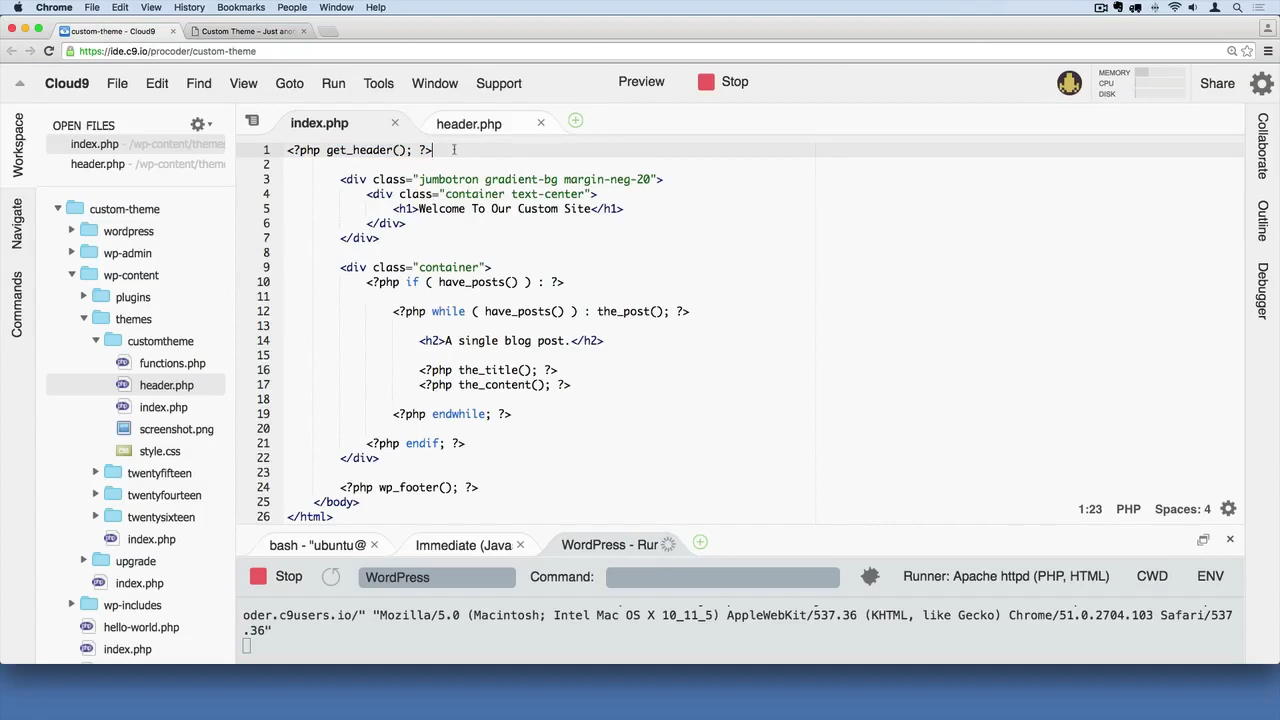 Chrome File Edit View History Bookmarks People Window Help
custom-theme - Cloud9 × Custom Theme – Just ano ×
https://ide.c9.io/procoder/custom-theme
Cloud9 File Edit Find View Goto Run Tools Window Support Preview Stop MEMORY CPU DISK Share
Workspace
Navigate
Commands
OPEN FILES
index.php - /wp-content/themes
header.php - /wp-content/themes
custom-theme
wordpress
wp-admin
wp-content
plugins
themes
customtheme
functions.php
header.php
index.php
screenshot.png
style.css
twentyfifteen
twentyfourteen
twentysixteen
index.php
upgrade
index.php
wp-includes
hello-world.php
index.php
index.php × header.php ×
1 <?php get_header(); ?>
2
3 <div class="jumbotron gradient-bg margin-neg-20">
4 <div class="container text-center">
5 <h1>Welcome To Our Custom Site</h1>
6 </div>
7 </div>
8
9 <div class="container">
10 <?php if ( have_posts() ) : ?>
11
12 <?php while ( have_posts() ) : the_post(); ?>
13
14 <h2>A single blog post.</h2>
15
16 <?php the_title(); ?>
17 <?php the_content(); ?>
18
19 <?php endwhile; ?>
20
21 <?php endif; ?>
22 </div>
23
24 <?php wp_footer(); ?>
25 </body>
26 </html>
1:23 PHP Spaces: 4
Collaborate
Outline
Debugger
bash - "ubuntu@ × Immediate (Java × WordPress - Rur
Stop WordPress Command: Runner: Apache httpd (PHP, HTML) CWD ENV
oder.c9users.io/" "Mozilla/5.0 (Macintosh; Intel Mac OS X 10_11_5) AppleWebKit/537.36 (KHTML, like Gecko) Chrome/51.0.2704.103 Safari/537
.36"